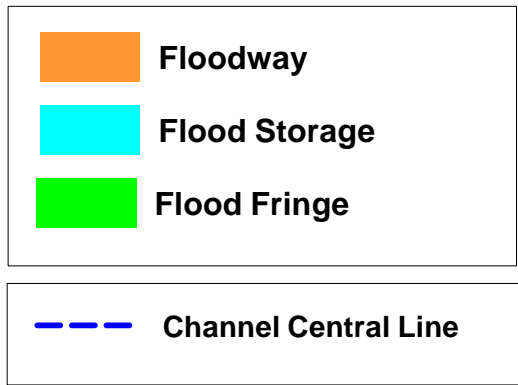 Floodway
Flood Storage
Flood Fringe
Channel Central Line